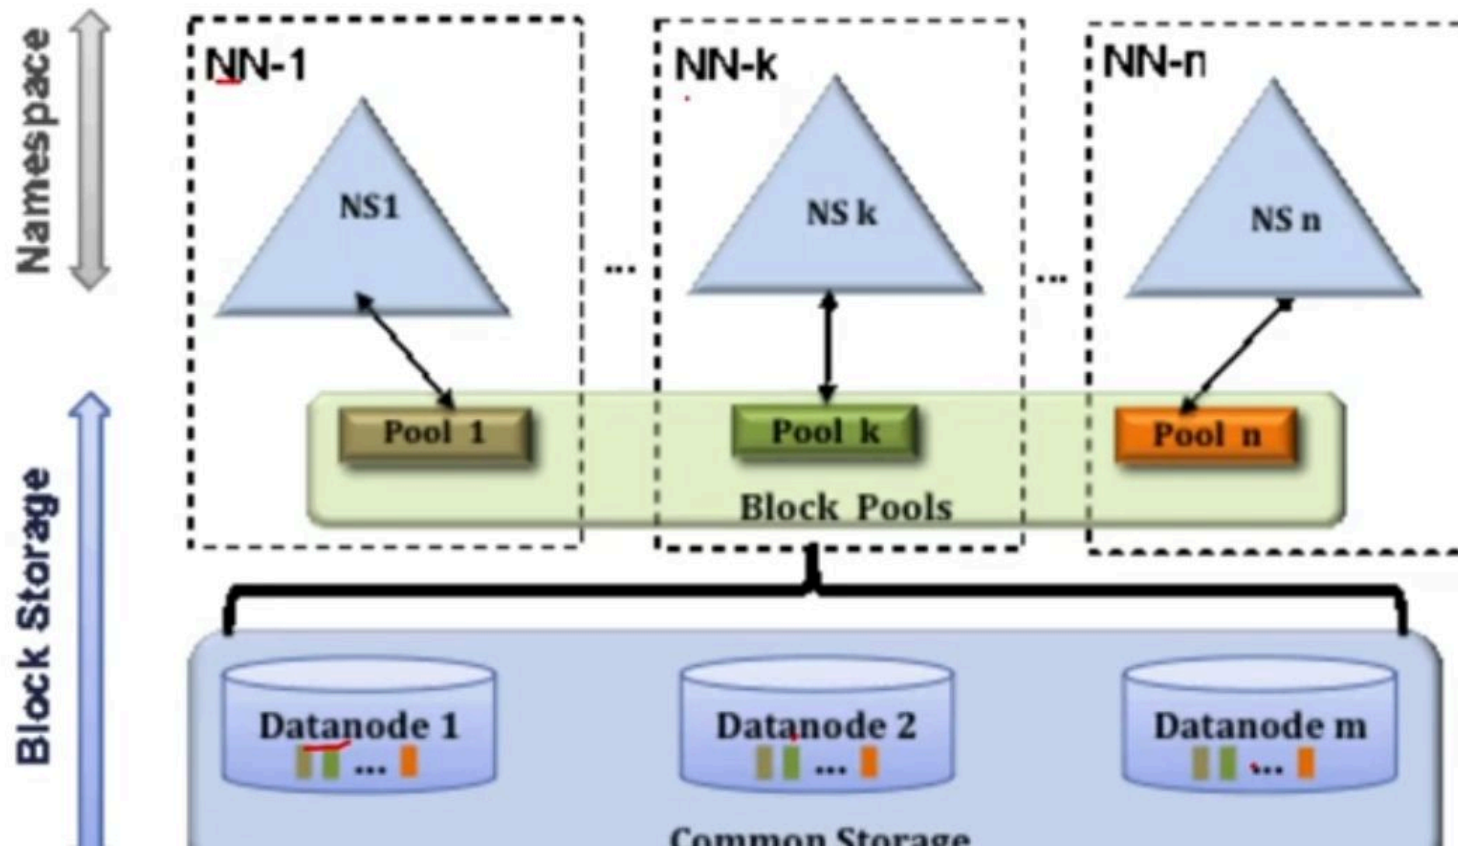 Namespace
NN-1
NN-k
NN-n
NS1
NS k
NS n
...
...
Block Storage
Pool 1
Pool k
Pool n
Block Pools
Datanode 1
Datanode 2
Datanode m
...
...
...
Common Storage